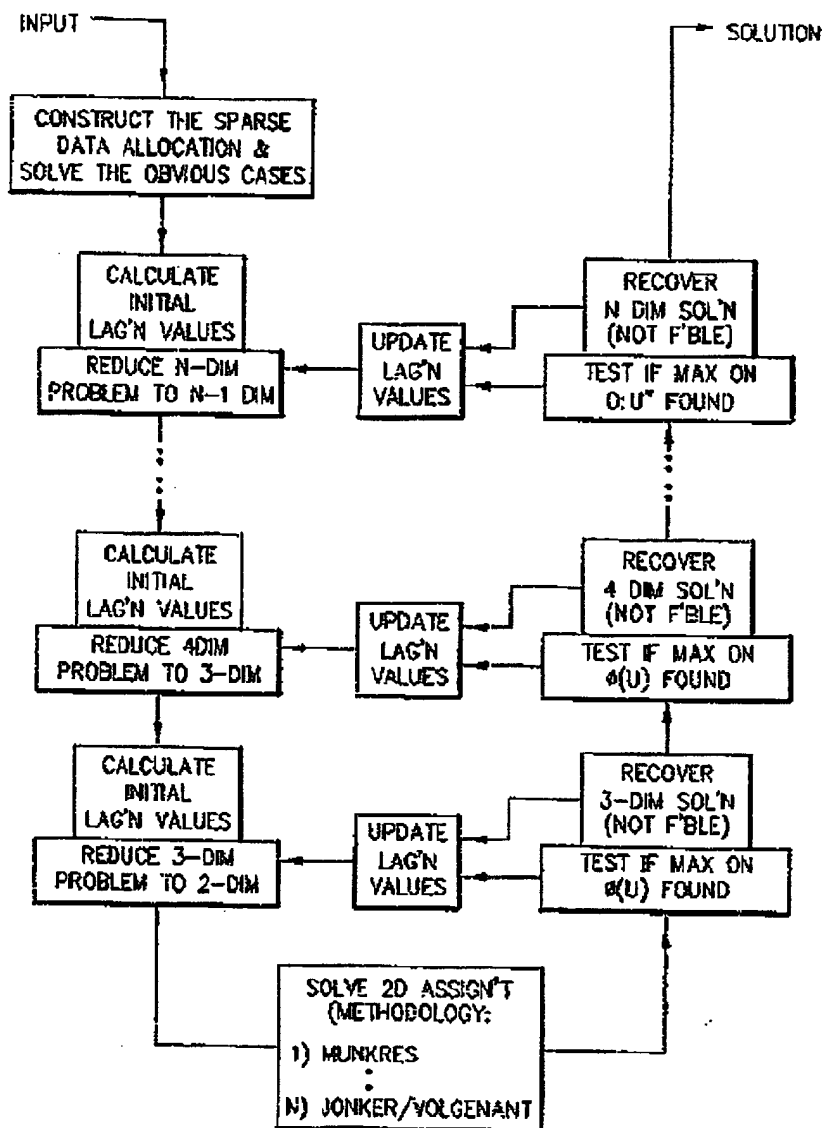 INPUT
SOLUTION
CONSTRUCT THE SPARSE
DATA ALLOCATION &
SOLVE THE OBVIOUS CASES
CALCULATE
INITIAL
LAG'N VALUES
REDUCE N-DIM
PROBLEM TO N-1 DIM
UPDATE
LAG'N
VALUES
RECOVER
N DIM SOL'N
(NOT F'BLE)
TEST IF MAX ON
O:U" FOUND
CALCULATE
INITIAL
LAG'N VALUES
REDUCE 4DIM
PROBLEM TO 3-DIM
UPDATE
LAG'N
VALUES
RECOVER
4 DIM SOL'N
(NOT F'BLE)
TEST IF MAX ON
ϕ(U) FOUND
CALCULATE
INITIAL
LAG'N VALUES
REDUCE 3-DIM
PROBLEM TO 2-DIM
UPDATE
LAG'N
VALUES
RECOVER
3-DIM SOL'N
(NOT F'BLE)
TEST IF MAX ON
ϕ(U) FOUND
SOLVE 2D ASSIGN'T
(METHODOLOGY:
1) MUNKRES
N) JONKER/VOLGENANT